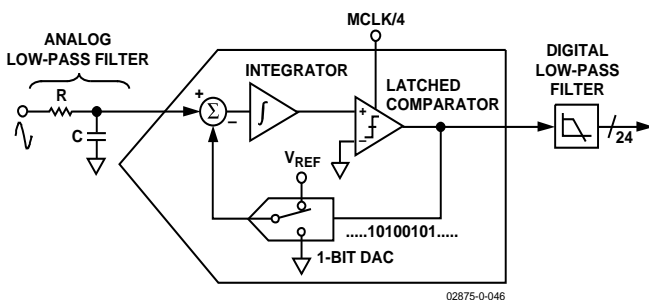 MCLK/4
ANALOG
LOW-PASS FILTER
R
C
+
Σ
–
INTEGRATOR
∫
LATCHED
COMPARATOR
+
–
DIGITAL
LOW-PASS
FILTER
24
VREF
.....10100101.....
1-BIT DAC
02875-0-046